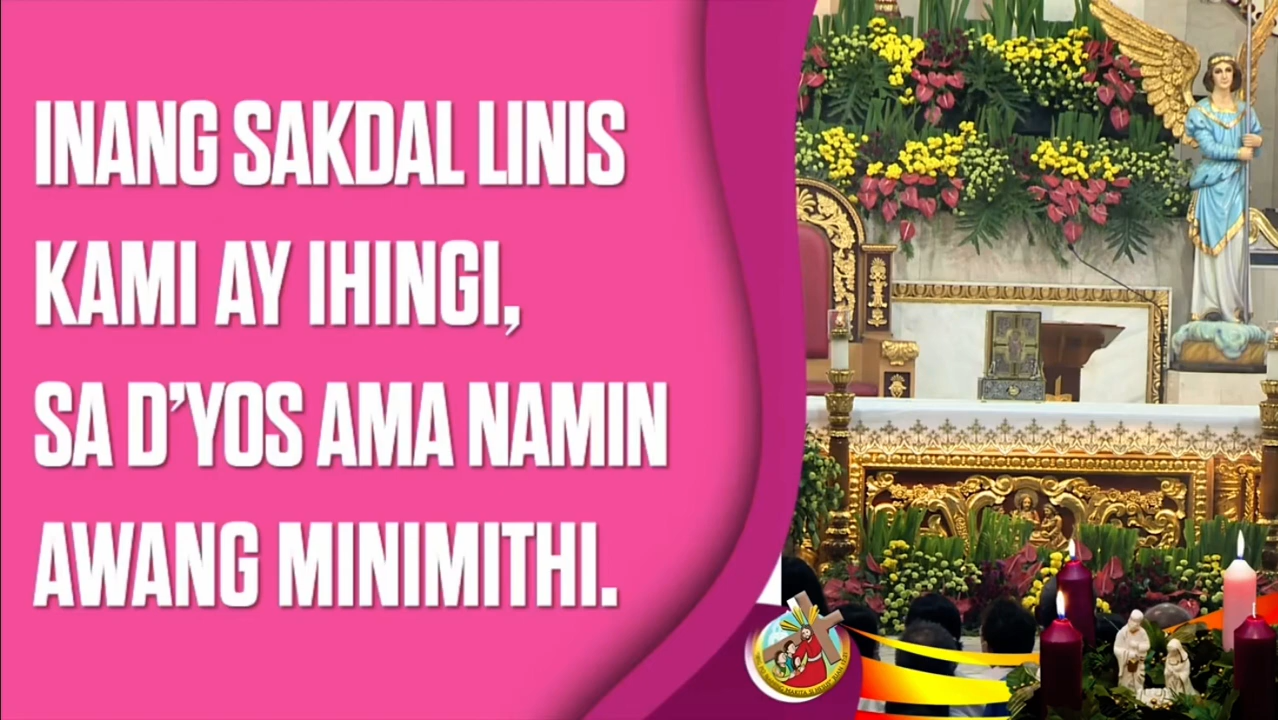 INANG SAKDAL LINIS
KAMI AY IHINGI,
SA D’YOS AMA NAMIN
AWANG MINIMITHI.